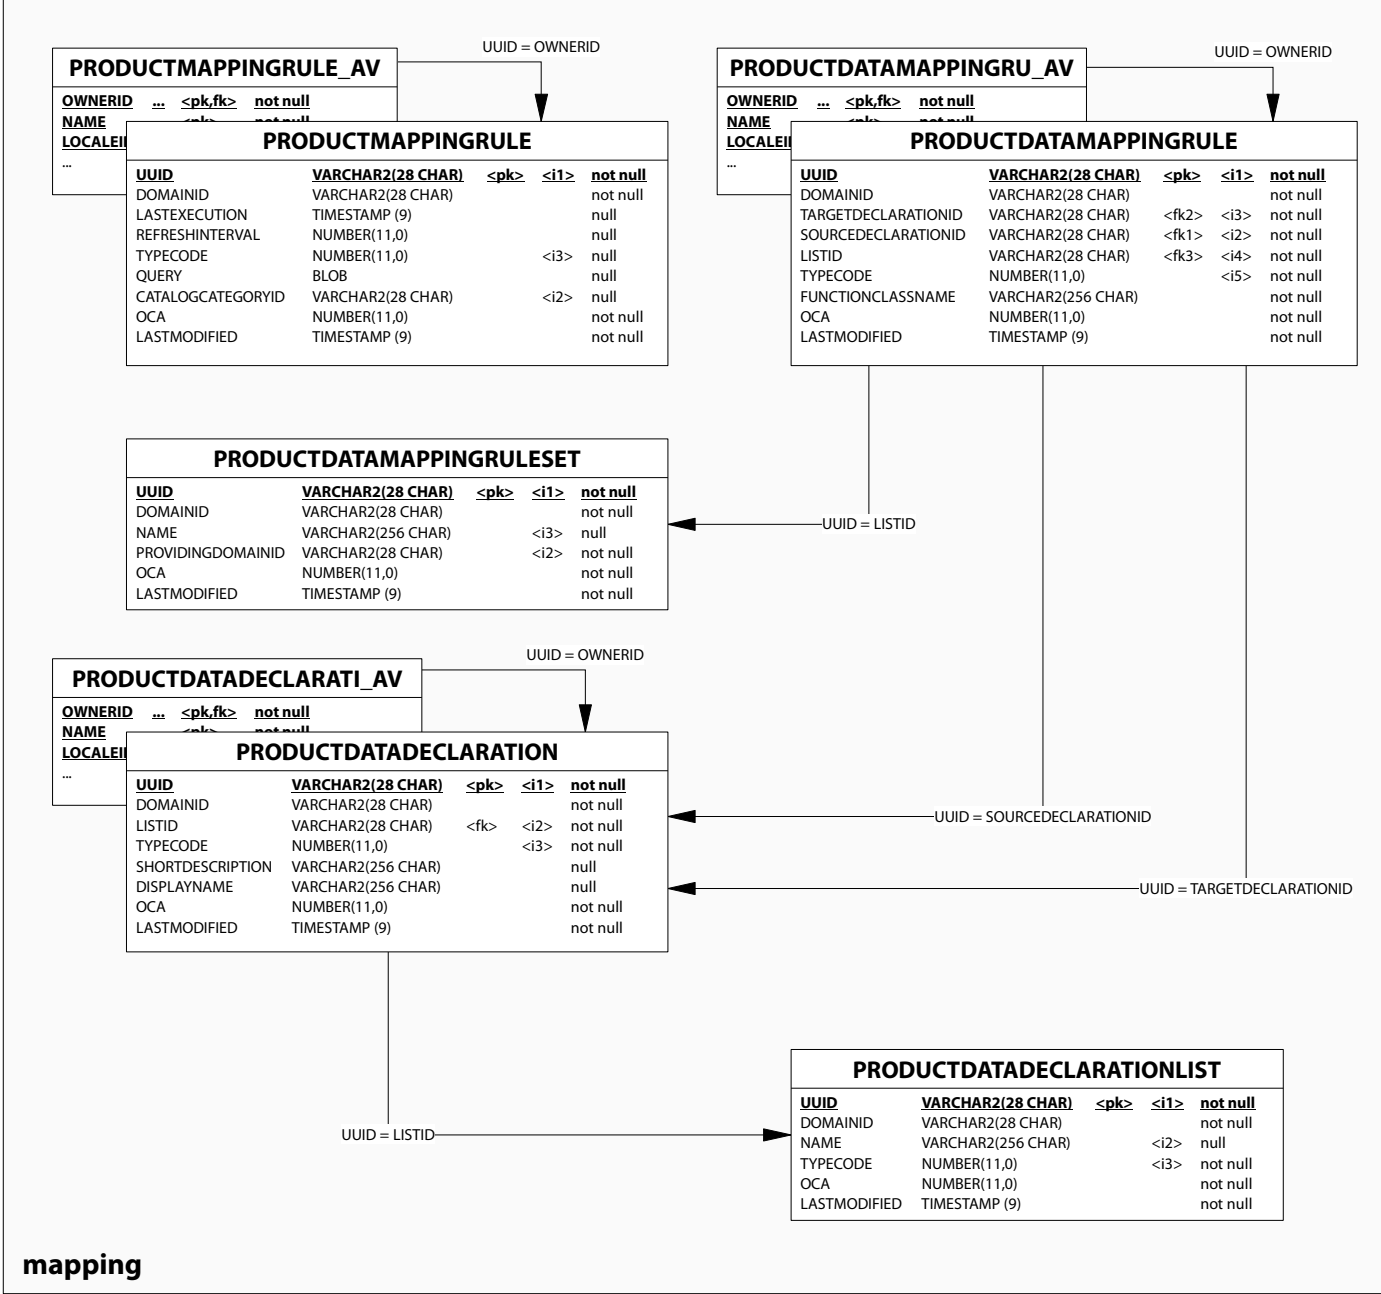 UUID = OWNERID
PRODUCTMAPPINGRULE_AV
OWNERID ... <pk,fk> not null
NAME <pk> not null
...
PRODUCTMAPPINGRULE
UUID VARCHAR2(28 CHAR) <pk> <i1> not null
DOMAINID VARCHAR2(28 CHAR) not null
LASTEXECUTION TIMESTAMP (9) null
REFRESHINTERVAL NUMBER(11,0) null
TYPECODE NUMBER(11,0) <i3> null
QUERY BLOB null
CATALOGCATEGORYID VARCHAR2(28 CHAR) <i2> null
OCA NUMBER(11,0) not null
LASTMODIFIED TIMESTAMP (9) not null
UUID = OWNERID
PRODUCTDATAMAPPINGRU_AV
OWNERID ... <pk,fk> not null
NAME <pk> not null
...
PRODUCTDATAMAPPINGRULE
UUID VARCHAR2(28 CHAR) <pk> <i1> not null
DOMAINID VARCHAR2(28 CHAR) not null
TARGETDECLARATIONID VARCHAR2(28 CHAR) <fk2> <i3> not null
SOURCEDECLARATIONID VARCHAR2(28 CHAR) <fk1> <i2> not null
LISTID VARCHAR2(28 CHAR) <fk3> <i4> not null
TYPECODE NUMBER(11,0) <i5> not null
FUNCTIONCLASSNAME VARCHAR2(256 CHAR) not null
OCA NUMBER(11,0) not null
LASTMODIFIED TIMESTAMP (9) not null
PRODUCTDATAMAPPINGRULESET
UUID VARCHAR2(28 CHAR) <pk> <i1> not null
DOMAINID VARCHAR2(28 CHAR) not null
NAME VARCHAR2(256 CHAR) <i3> null
PROVIDINGDOMAINID VARCHAR2(28 CHAR) <i2> not null
OCA NUMBER(11,0) not null
LASTMODIFIED TIMESTAMP (9) not null
UUID = LISTID
UUID = OWNERID
PRODUCTDATADECLARATI_AV
OWNERID ... <pk,fk> not null
NAME <pk> not null
...
PRODUCTDATADECLARATION
UUID VARCHAR2(28 CHAR) <pk> <i1> not null
DOMAINID VARCHAR2(28 CHAR) not null
LISTID VARCHAR2(28 CHAR) <fk> <i2> not null
TYPECODE NUMBER(11,0) <i3> not null
SHORTDESCRIPTION VARCHAR2(256 CHAR) null
DISPLAYNAME VARCHAR2(256 CHAR) null
OCA NUMBER(11,0) not null
LASTMODIFIED TIMESTAMP (9) not null
UUID = SOURCEDECLARATIONID
UUID = TARGETDECLARATIONID
UUID = LISTID
PRODUCTDATADECLARATIONLIST
UUID VARCHAR2(28 CHAR) <pk> <i1> not null
DOMAINID VARCHAR2(28 CHAR) not null
NAME VARCHAR2(256 CHAR) <i2> null
TYPECODE NUMBER(11,0) <i3> not null
OCA NUMBER(11,0) not null
LASTMODIFIED TIMESTAMP (9) not null
mapping